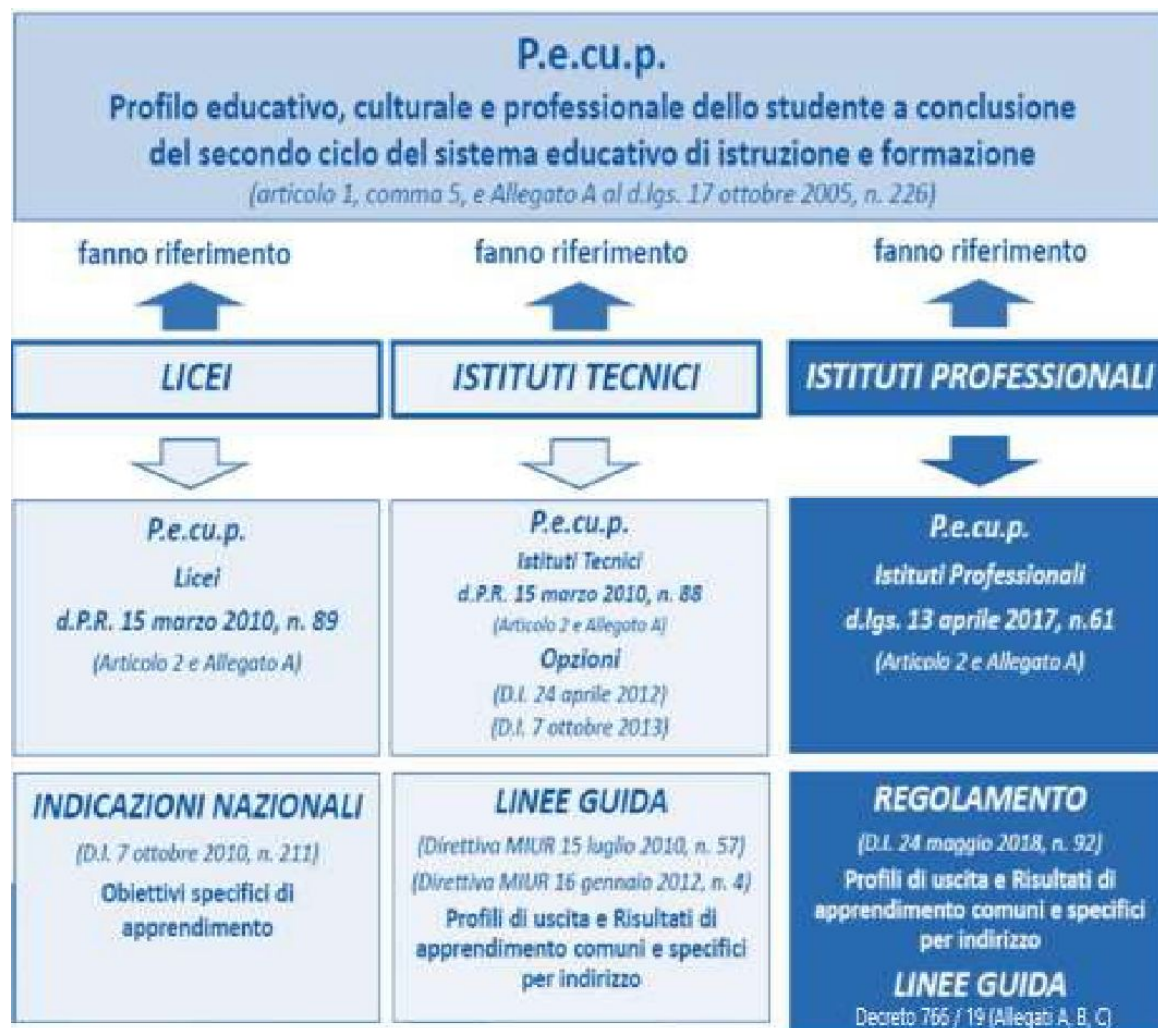 P.e.cu.p.
Profilo educativo, culturale e professionale dello studente a conclusione
del secondo ciclo del sistema educativo di istruzione e formazione
(articolo 1, comma 5, e Allegato A al d.lgs. 17 ottobre 2005, n. 226)
fanno riferimento
fanno riferimento
fanno riferimento
LICEI
ISTITUTI TECNICI
ISTITUTI PROFESSIONALI
P.e.cu.p.
Licei
d.P.R. 15 marzo 2010, n. 89
(Articolo 2 e Allegato A)
P.e.cu.p.
Istituti Tecnici
d.P.R. 15 marzo 2010, n. 88
(Articolo 2 e Allegato A)
Opzioni
(D.I. 24 aprile 2012)
(D.I. 7 ottobre 2013)
P.e.cu.p.
Istituti Professionali
d.lgs. 13 aprile 2017, n.61
(Articolo 2 e Allegato A)
INDICAZIONI NAZIONALI
(D.I. 7 ottobre 2010, n. 211)
Obiettivi specifici di
apprendimento
LINEE GUIDA
(Direttiva MIUR 15 luglio 2010, n. 57)
(Direttiva MIUR 16 gennaio 2012, n. 4)
Profili di uscita e Risultati di
apprendimento comuni e specifici
per indirizzo
REGOLAMENTO
(D.I. 24 maggio 2018, n. 92)
Profili di uscita e Risultati di
apprendimento comuni e specifici
per indirizzo
LINEE GUIDA
Decreto 766 / 19 (Allegati A, B, C)